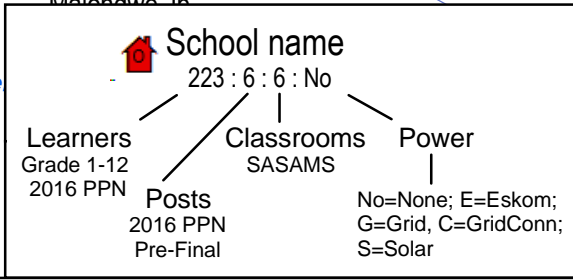 O
School name
223 : 6 : 6 : No
Learners
Grade 1-12
2016 PPN
Posts
2016 PPN
Pre-Final
Classrooms
SASAMS
Power
No=None; E=Eskom;
G=Grid, C=GridConn;
S=Solar